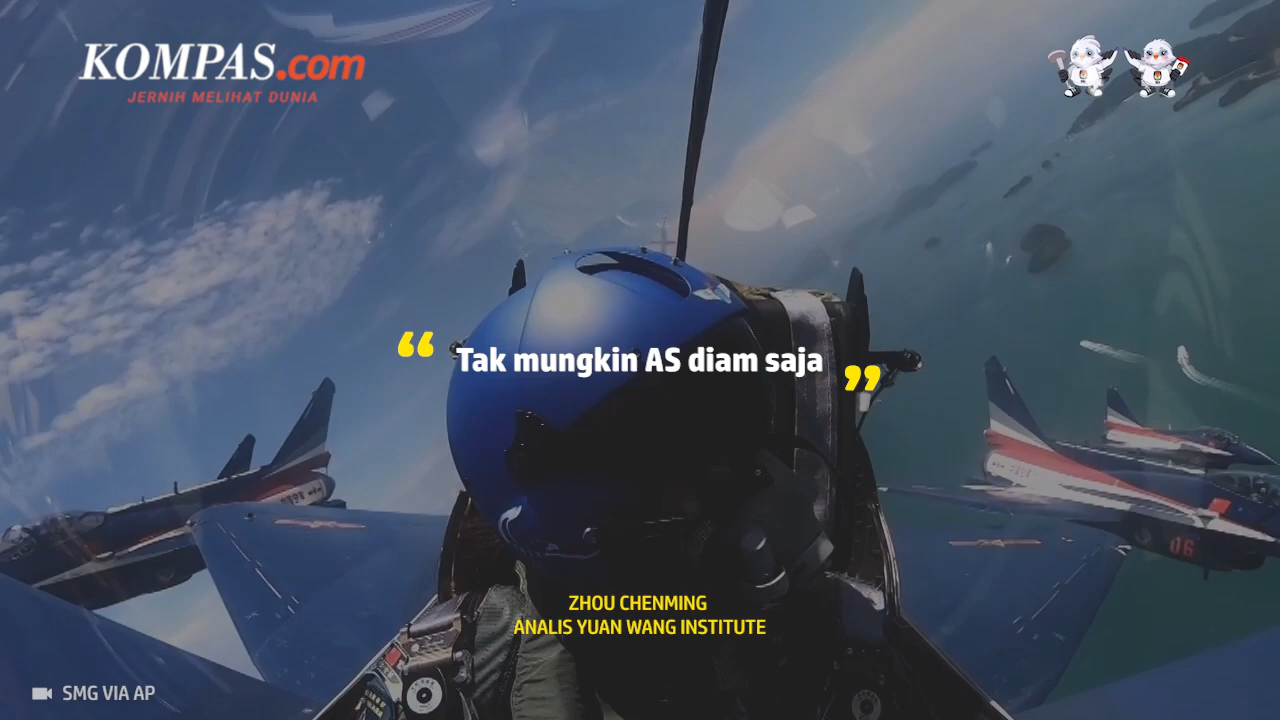 KOMPAS.com
JERNIH MELIHAT DUNIA
“ Tak mungkin AS diam saja ”
ZHOU CHENMING
ANALIS YUAN WANG INSTITUTE
06
SMG VIA AP